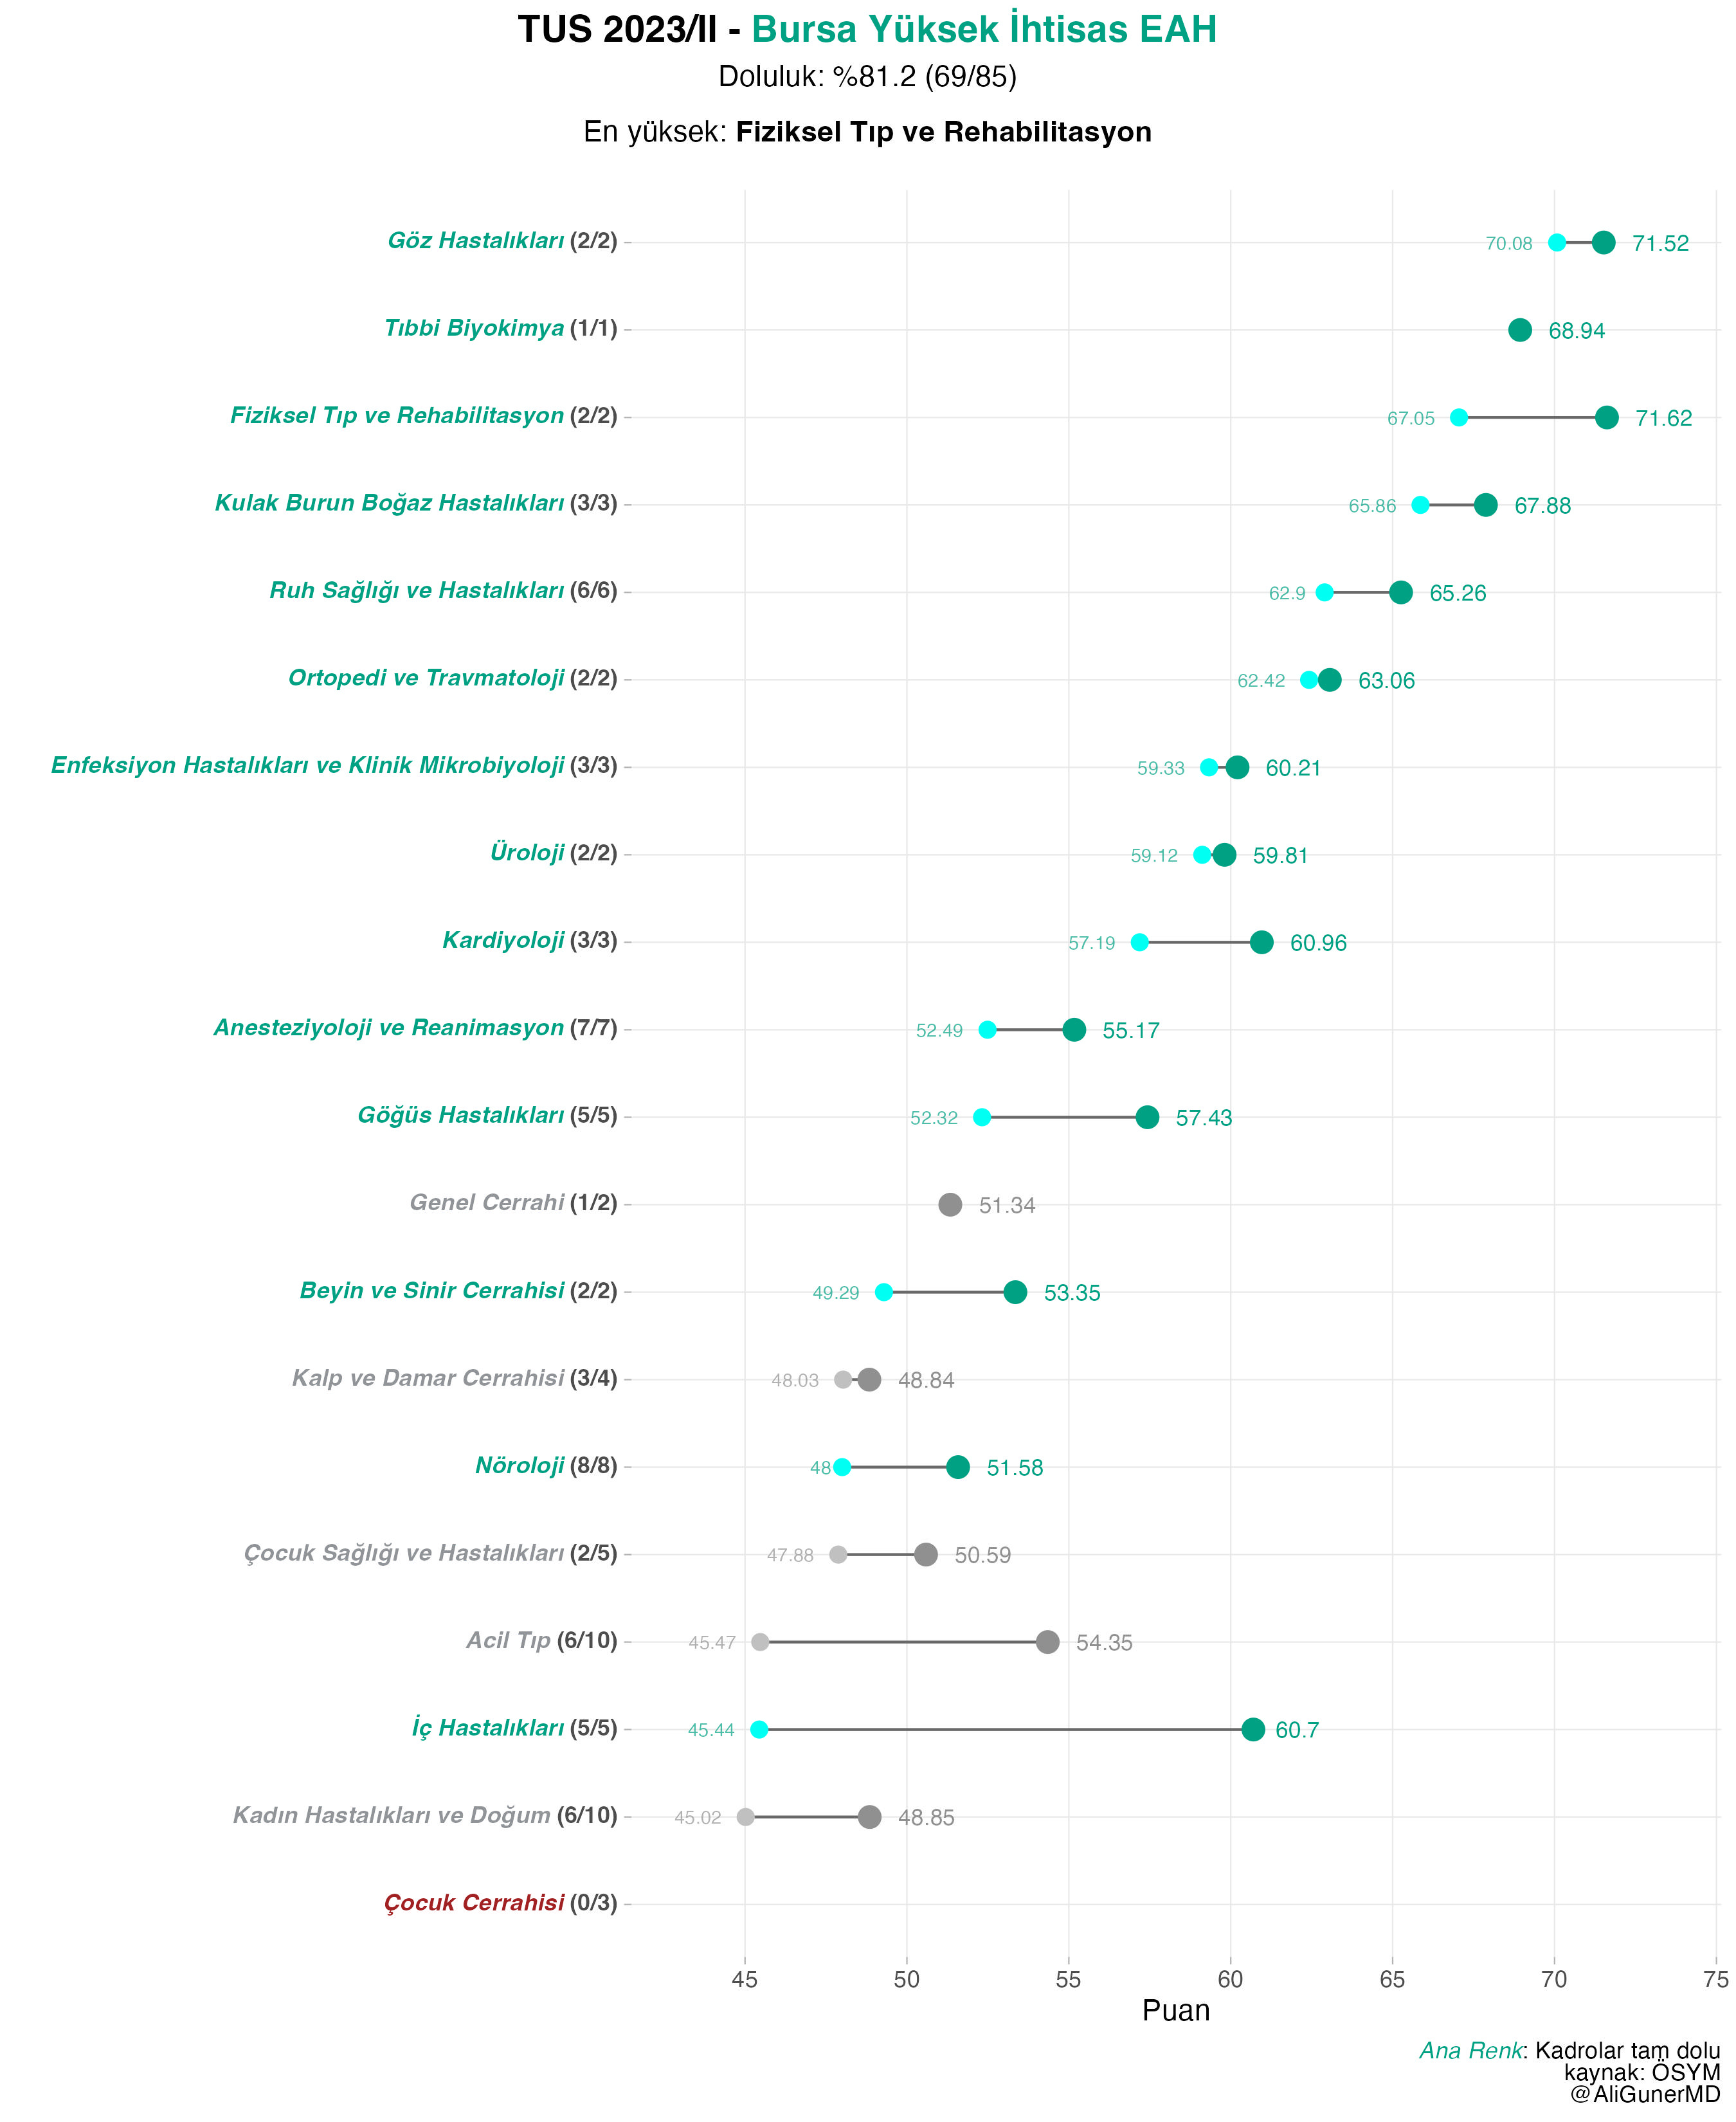 TUS 2023/II - Bursa Yüksek İhtisas EAH
Doluluk: %81.2 (69/85)
En yüksek: Fiziksel Tıp ve Rehabilitasyon
Göz Hastalıkları (2/2) 70.08 71.52
Tıbbi Biyokimya (1/1) 68.94
Fiziksel Tıp ve Rehabilitasyon (2/2) 67.05 71.62
Kulak Burun Boğaz Hastalıkları (3/3) 65.86 67.88
Ruh Sağlığı ve Hastalıkları (6/6) 62.9 65.26
Ortopedi ve Travmatoloji (2/2) 62.42 63.06
Enfeksiyon Hastalıkları ve Klinik Mikrobiyoloji (3/3) 59.33 60.21
Üroloji (2/2) 59.12 59.81
Kardiyoloji (3/3) 57.19 60.96
Anesteziyoloji ve Reanimasyon (7/7) 52.49 55.17
Göğüs Hastalıkları (5/5) 52.32 57.43
Genel Cerrahi (1/2) 51.34
Beyin ve Sinir Cerrahisi (2/2) 49.29 53.35
Kalp ve Damar Cerrahisi (3/4) 48.03 48.84
Nöroloji (8/8) 48 51.58
Çocuk Sağlığı ve Hastalıkları (2/5) 47.88 50.59
Acil Tıp (6/10) 45.47 54.35
İç Hastalıkları (5/5) 45.44 60.7
Kadın Hastalıkları ve Doğum (6/10) 45.02 48.85
Çocuk Cerrahisi (0/3)
45 50 55 60 65 70 75
Puan
Ana Renk: Kadrolar tam dolu
kaynak: ÖSYM
@AliGunerMD